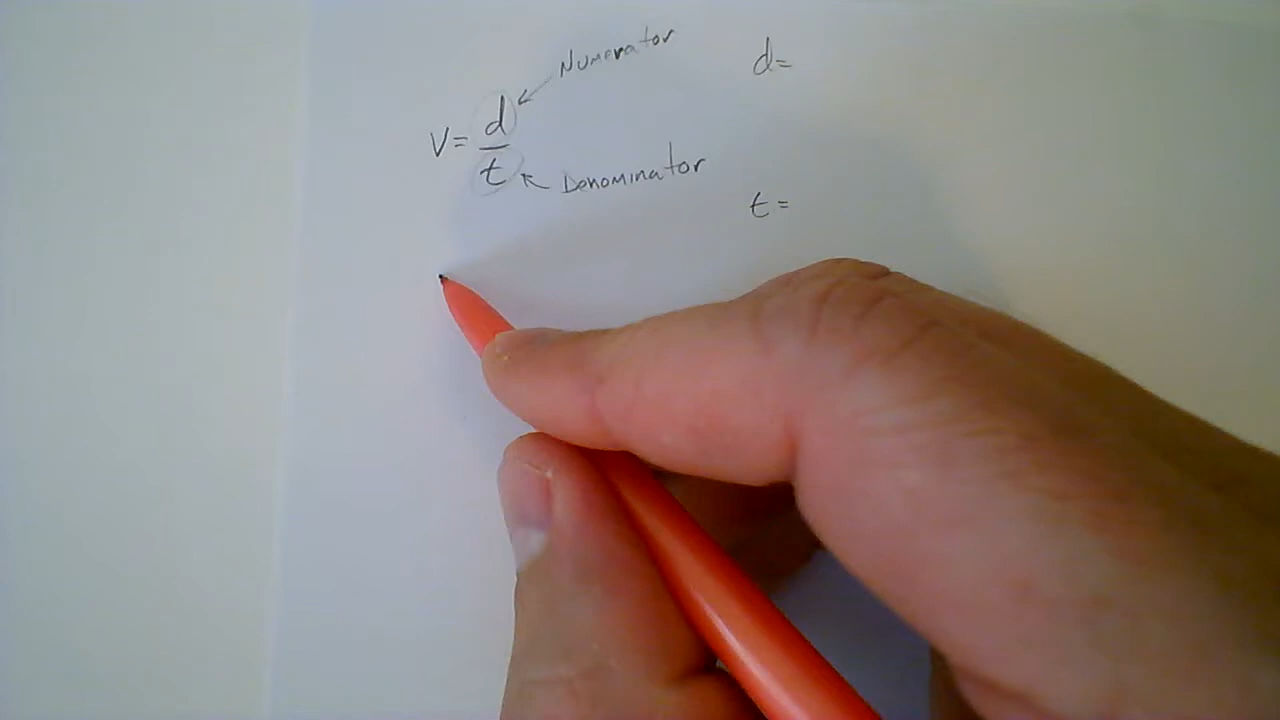 Numerator
d=
V= d/t
Denominator
t=